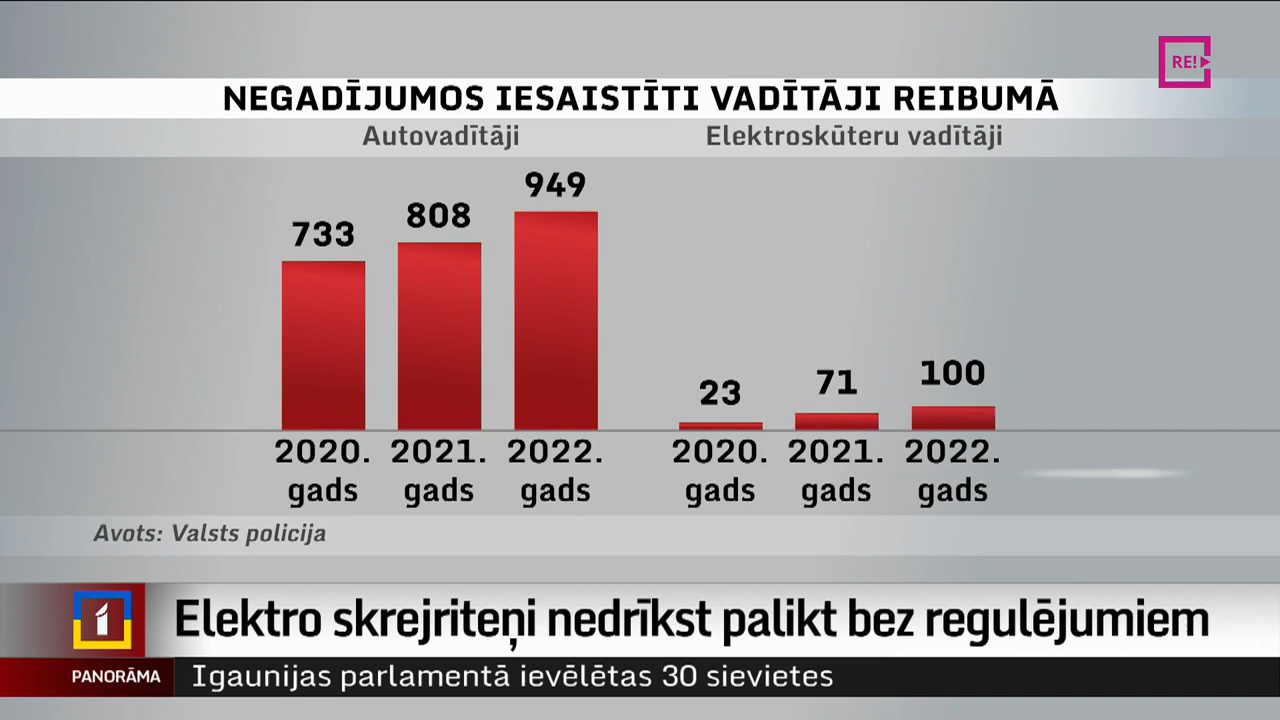 RE!
NEGADĪJUMOS IESAISTĪTI VADĪTĀJI REIBUMĀ
Autovadītāji
Elektroskūteru vadītāji
733
808
949
23
71
100
2020. gads
2021. gads
2022. gads
2020. gads
2021. gads
2022. gads
Avots: Valsts policija
1
Elektro skrejriteņi nedrīkst palikt bez regulējumiem
PANORĀMA
Igaunijas parlamentā ievēlētas 30 sievietes